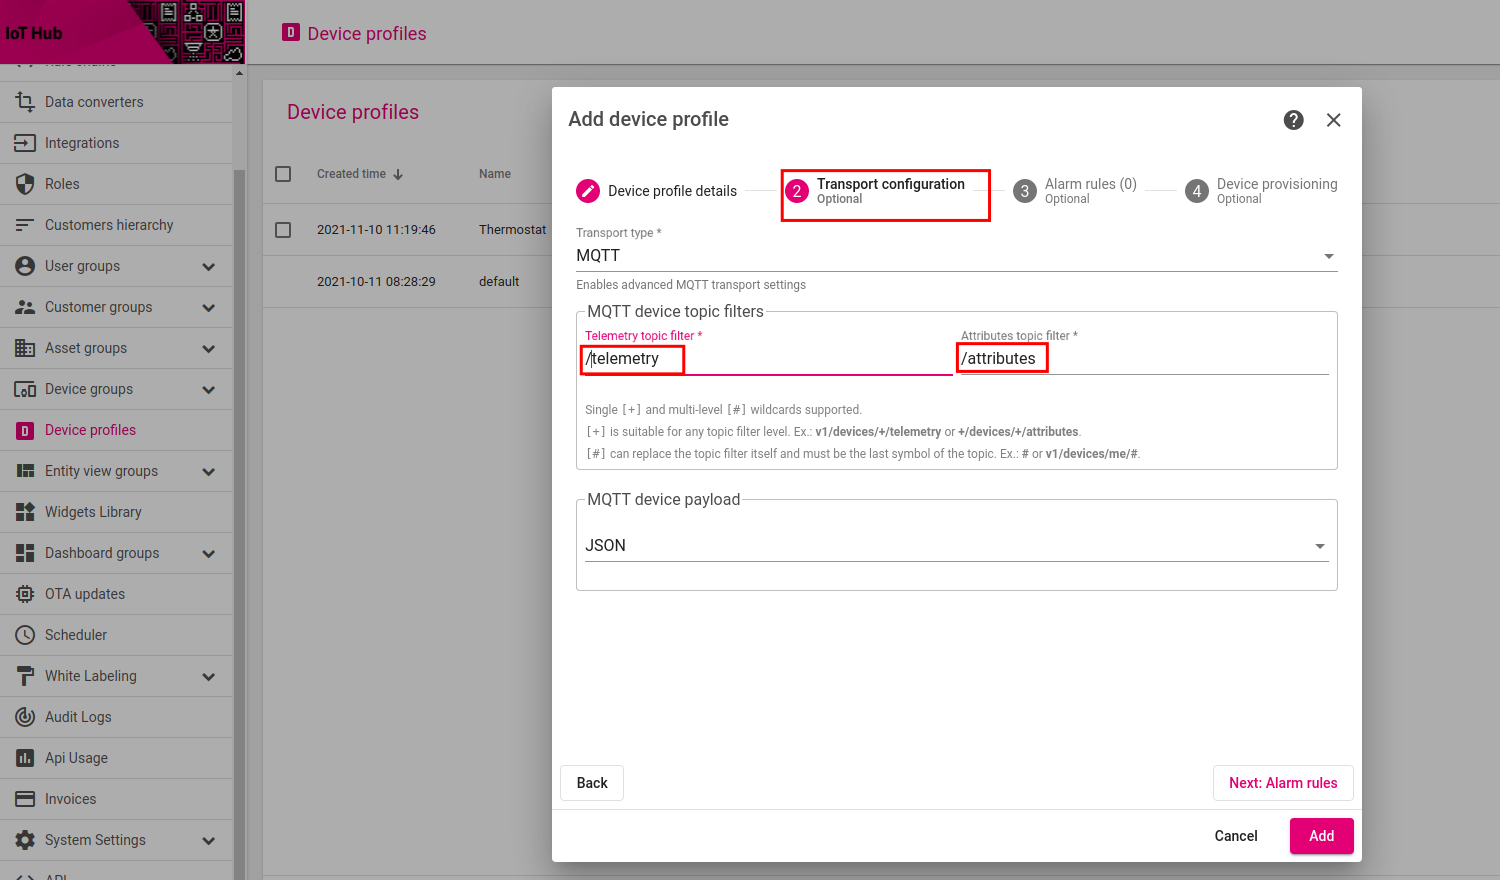 IoT Hub
Device profiles
Rule chains
Data converters
Integrations
Roles
Customers hierarchy
User groups
Customer groups
Asset groups
Device groups
Device profiles
Entity view groups
Widgets Library
Dashboard groups
OTA updates
Scheduler
White Labeling
Audit Logs
Api Usage
Invoices
System Settings
API
Device profiles
Created time Name
2021-11-10 11:19:46 Thermostat
2021-10-11 08:28:29 default
Add device profile
Device profile details
2 Transport configuration
Optional
3 Alarm rules (0)
Optional
4 Device provisioning
Optional
Transport type *
MQTT
Enables advanced MQTT transport settings
MQTT device topic filters
Telemetry topic filter * Attributes topic filter *
/telemetry /attributes
Single [+] and multi-level [#] wildcards supported.
[+] is suitable for any topic filter level. Ex.: v1/devices/+/telemetry or +/devices/+/attributes.
[#] can replace the topic filter itself and must be the last symbol of the topic. Ex.: # or v1/devices/me/#.
MQTT device payload
JSON
Back Next: Alarm rules
Cancel Add